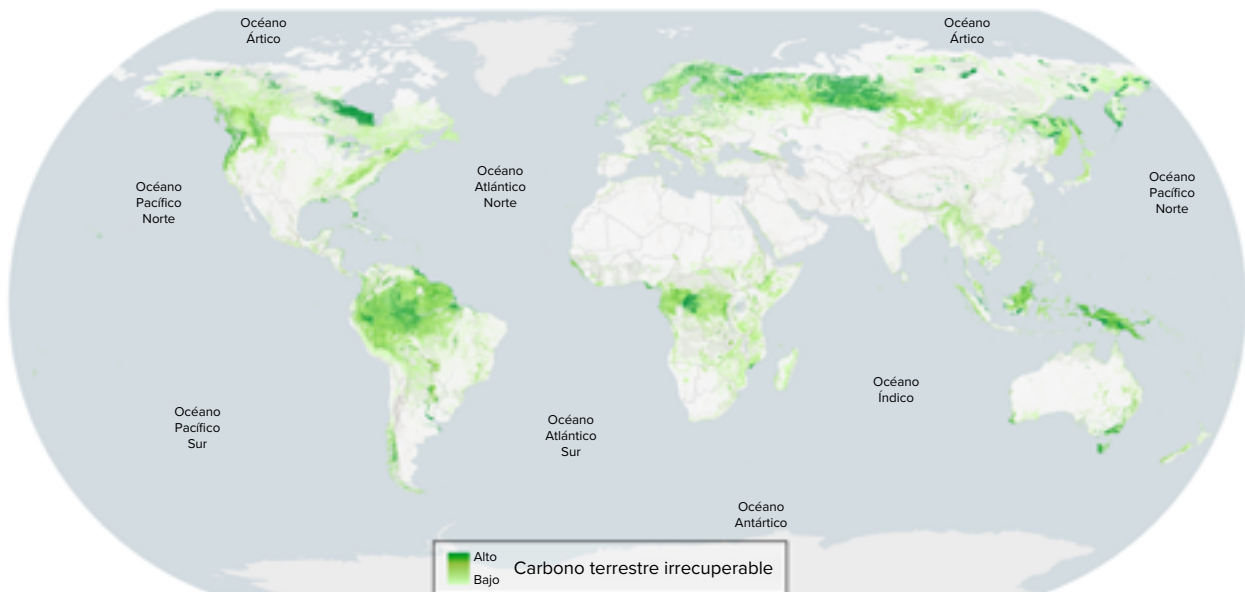 Océano
Ártico
Océano
Ártico
Océano
Pacífico
Norte
Océano
Atlántico
Norte
Océano
Pacífico
Norte
Océano
Pacífico
Sur
Océano
Atlántico
Sur
Océano
Índico
Océano
Antártico
Alto
Bajo
Carbono terrestre irrecuperable